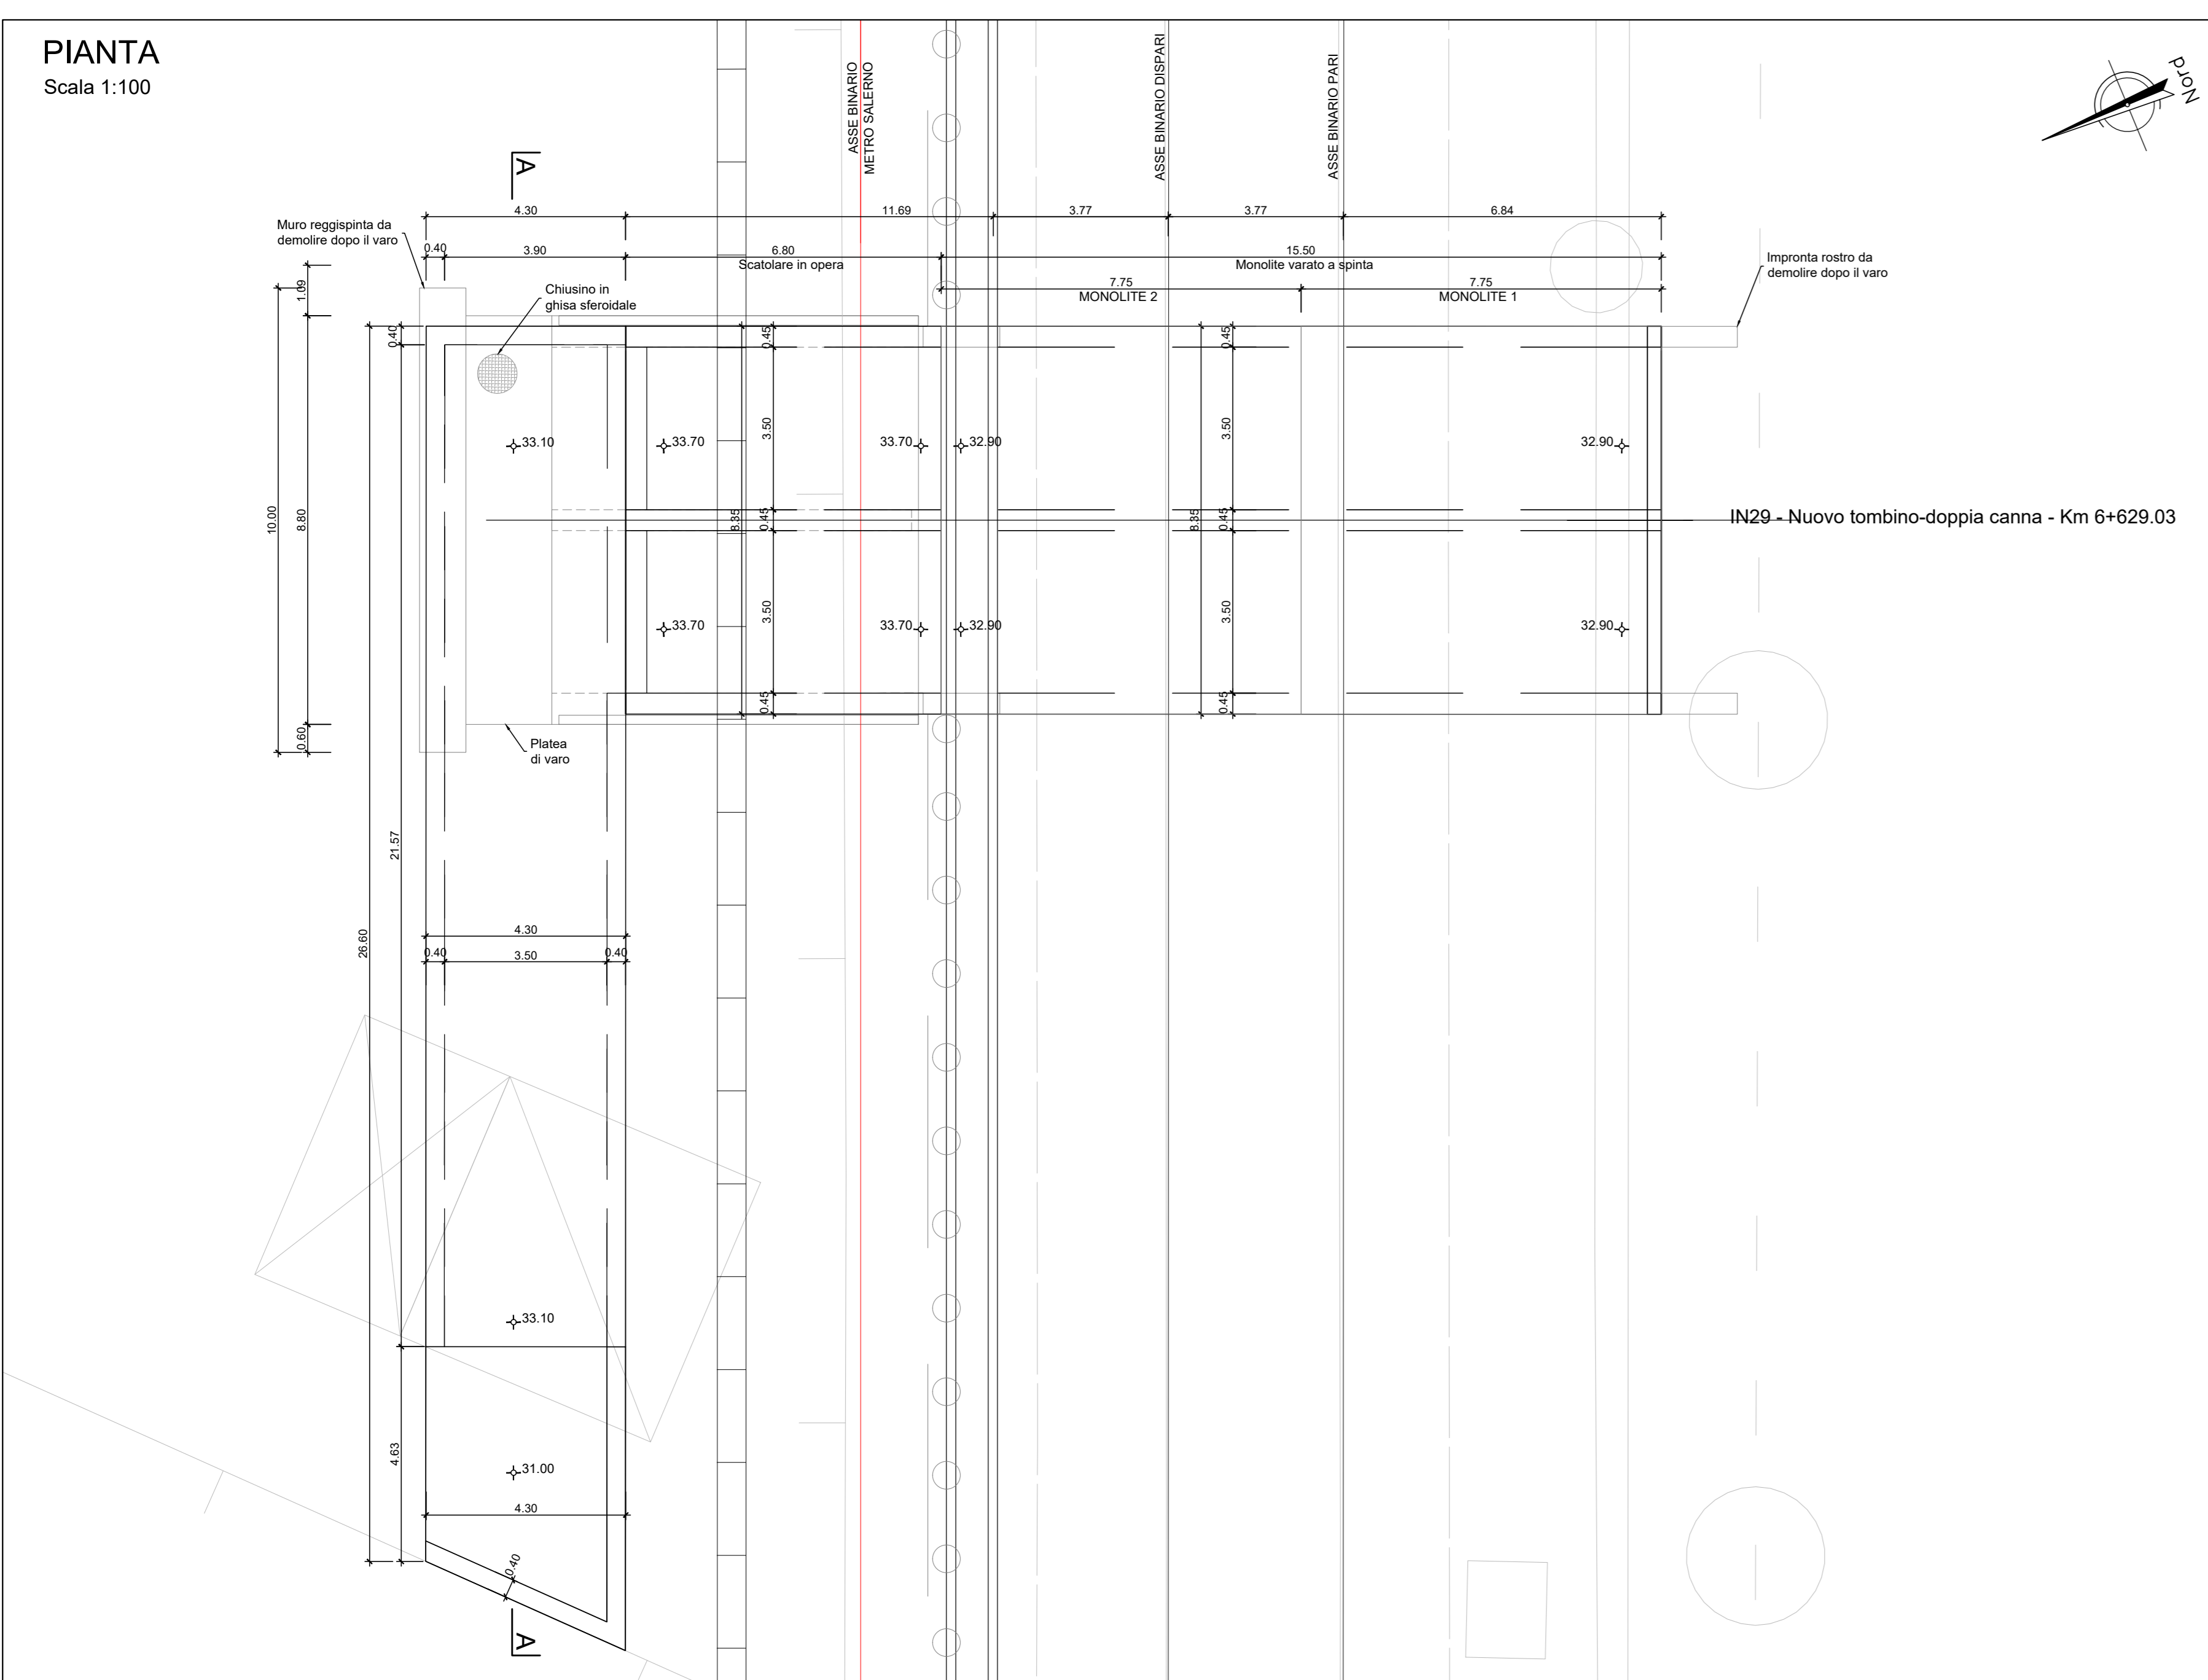 PIANTA
Scala 1:100
ASSE BINARIO
METRO SALERNO
ASSE BINARIO DISPARI
ASSE BINARIO PARI
Nord
A
4.30
11.69
3.77
3.77
6.84
Muro reggispinta da
demolire dopo il varo
0.40
3.90
6.80
Scatolare in opera
15.50
Monolite varato a spinta
Impronta rostro da
demolire dopo il varo
1.09
Chiusino in
ghisa sferoidale
7.75
MONOLITE 2
7.75
MONOLITE 1
0.40
0.45
0.45
33.10
33.70
3.50
33.70
32.90
3.50
32.90
10.00
8.80
8.35
0.45
8.35
0.45
IN29 - Nuovo tombino-doppia canna - Km 6+629.03
33.70
3.50
33.70
32.90
3.50
32.90
0.45
0.45
0.60
Platea
di varo
21.57
26.60
4.30
0.40
3.50
0.40
33.10
4.63
31.00
4.30
0.40
A